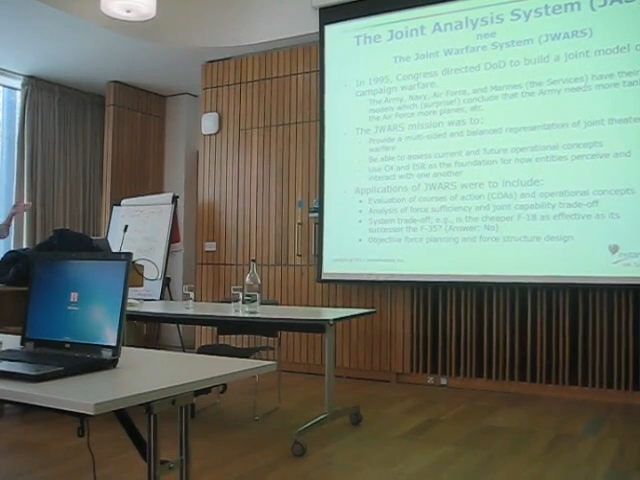 The Joint Analysis System (JAS
nee
The Joint Warfare System (JWARS)
In 1995, Congress directed DoD to build a joint model o
campaign warfare.
The Army, Navy, Air Force, and Marines (the Services) have their
models which (surprise!) conclude that the Army needs more tan
the Air Force more planes, etc.
The JWARS mission was to:
Provide a multi-sided and balanced representation of joint theater
warfare
Be able to assess current and future operational concepts
Use C4 and ISR as the foundation for how entities perceive and
interact with one another
Applications of JWARS were to include:
• Evaluation of courses of action (COAs) and operational concepts
• Analysis of force sufficiency and joint capability trade-off
• System trade-off; e.g., is the cheaper F-18 as effective as its
successor the F-35? (Answer: No)
• Objective force planning and force structure design